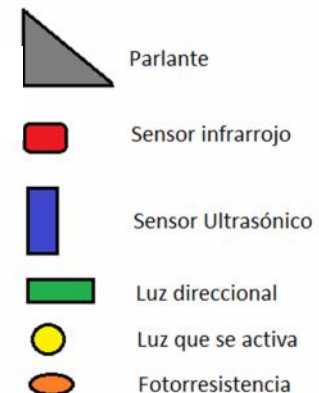 Parlante
Sensor infrarrojo
Sensor Ultrasónico
Luz direccional
Luz que se activa
Fotorresistencia